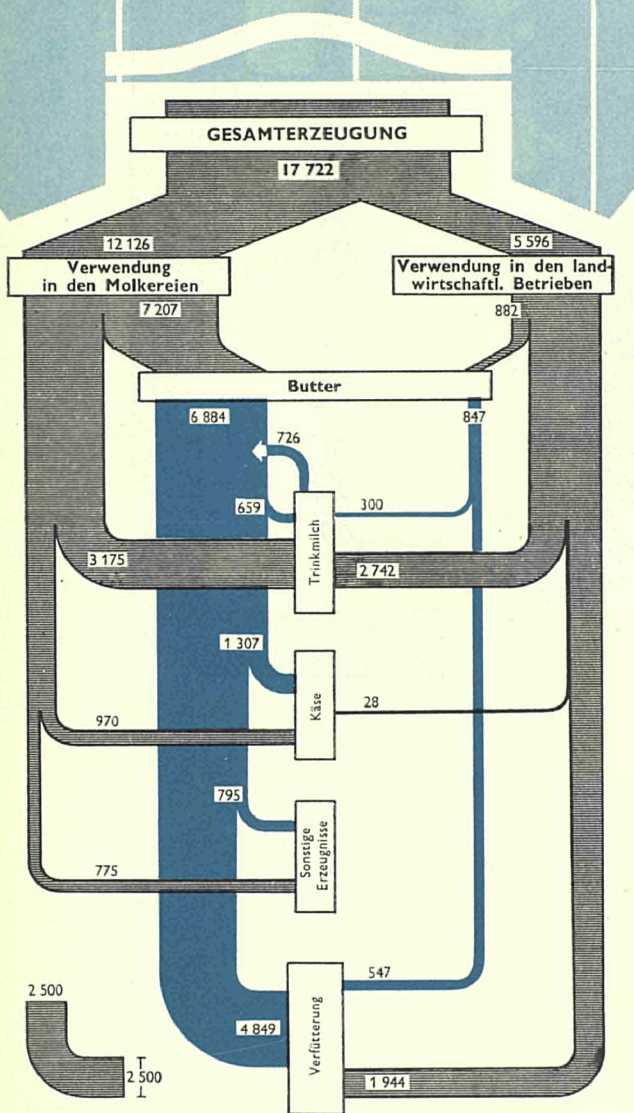 GESAMTERZEUGUNG
17 722
12 126
5 596
Verwendung
in den Molkereien
Verwendung in den land-
wirtschaftl. Betrieben
7 207
882
Butter
6 884
847
726
659
300
Trinkmilch
3 175
2 742
1 307
Käse
28
970
795
Sonstige
Erzeugnisse
775
547
2 500
4 849
Verfütterung
2 500
1 944